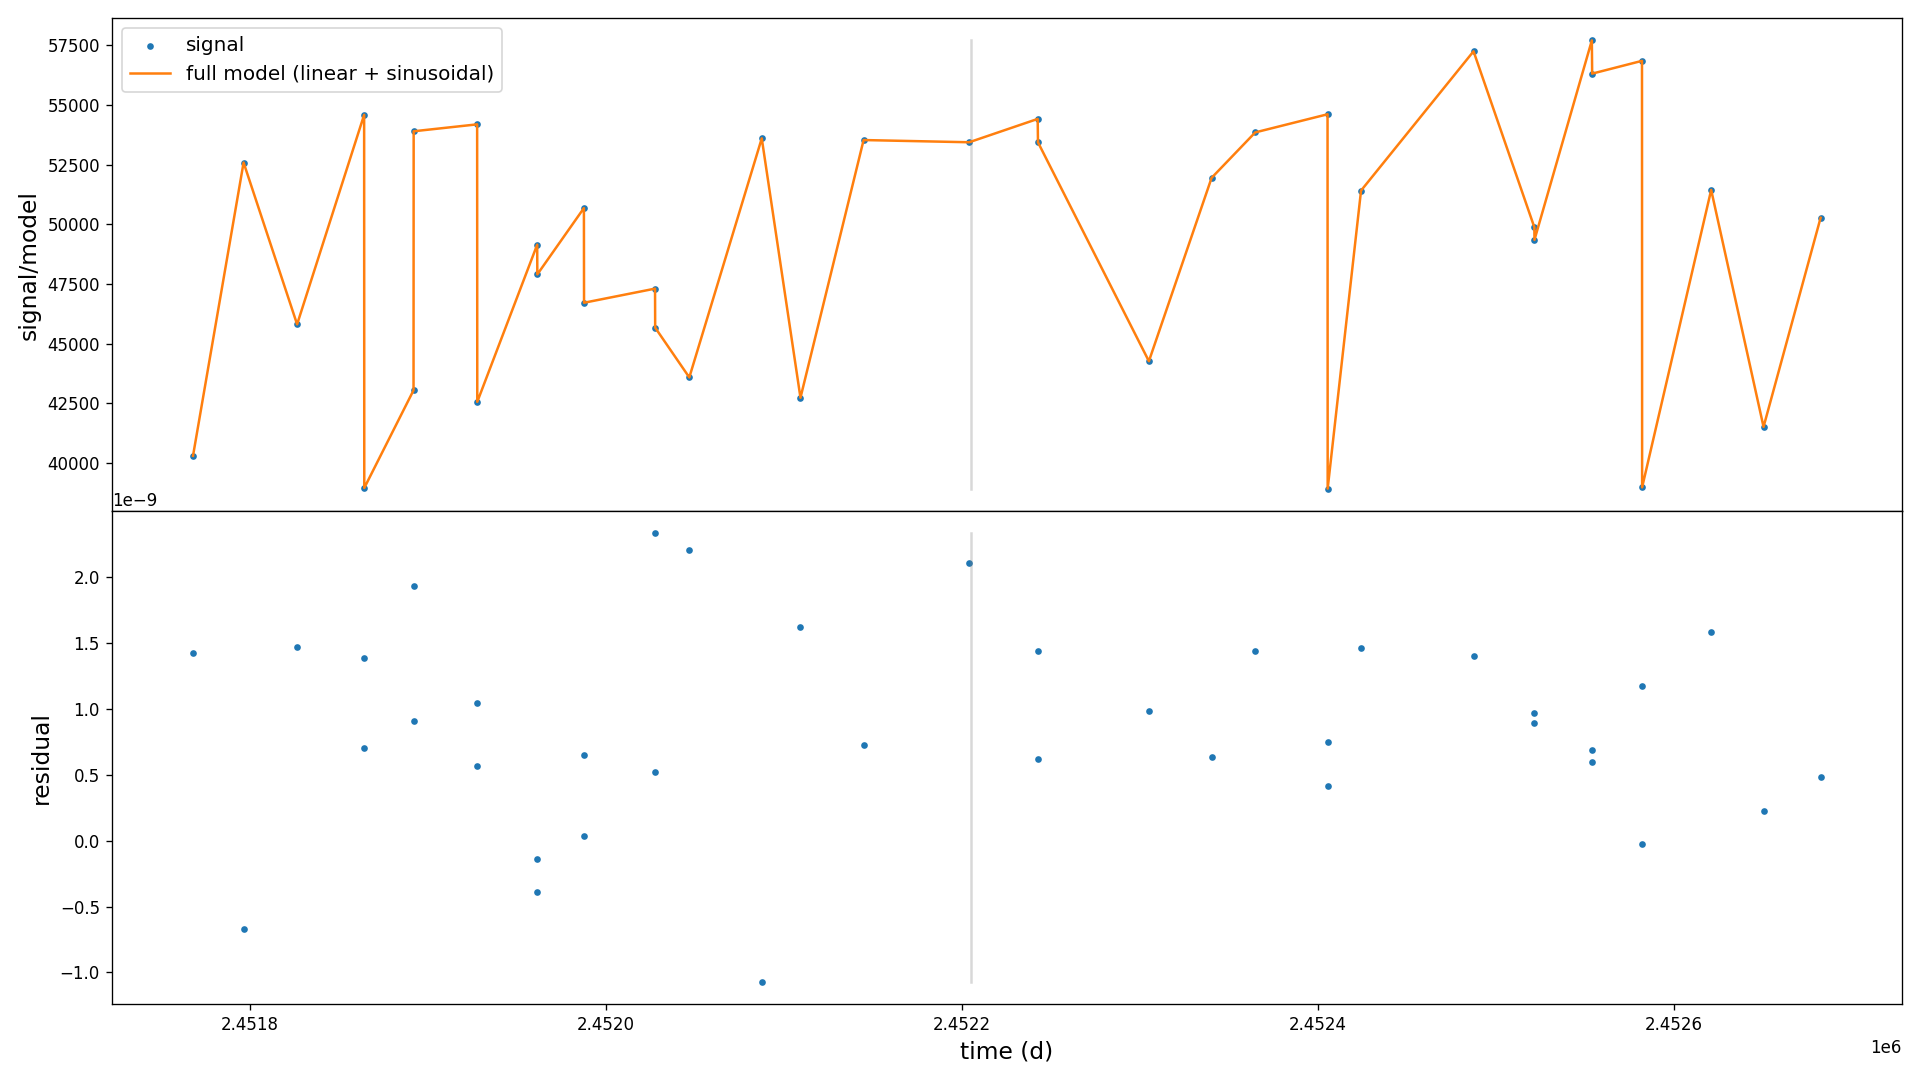 signal
full model (linear + sinusoidal)
57500
55000
52500
50000
47500
45000
42500
40000
signal/model
1e−9
2.0
1.5
1.0
0.5
0.0
−0.5
−1.0
residual
2.4518
2.4520
2.4522
2.4524
2.4526
time (d)
1e6